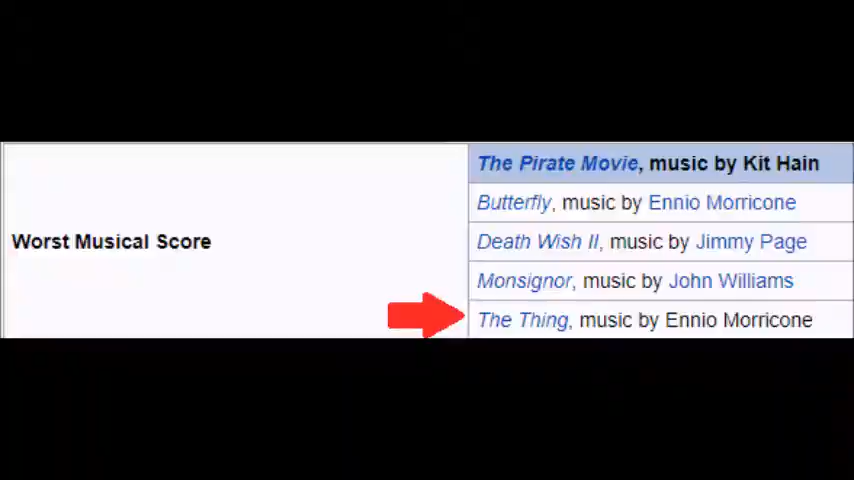 The Pirate Movie, music by Kit Hain
Butterfly, music by Ennio Morricone
Worst Musical Score
Death Wish II, music by Jimmy Page
Monsignor, music by John Williams
The Thing, music by Ennio Morricone